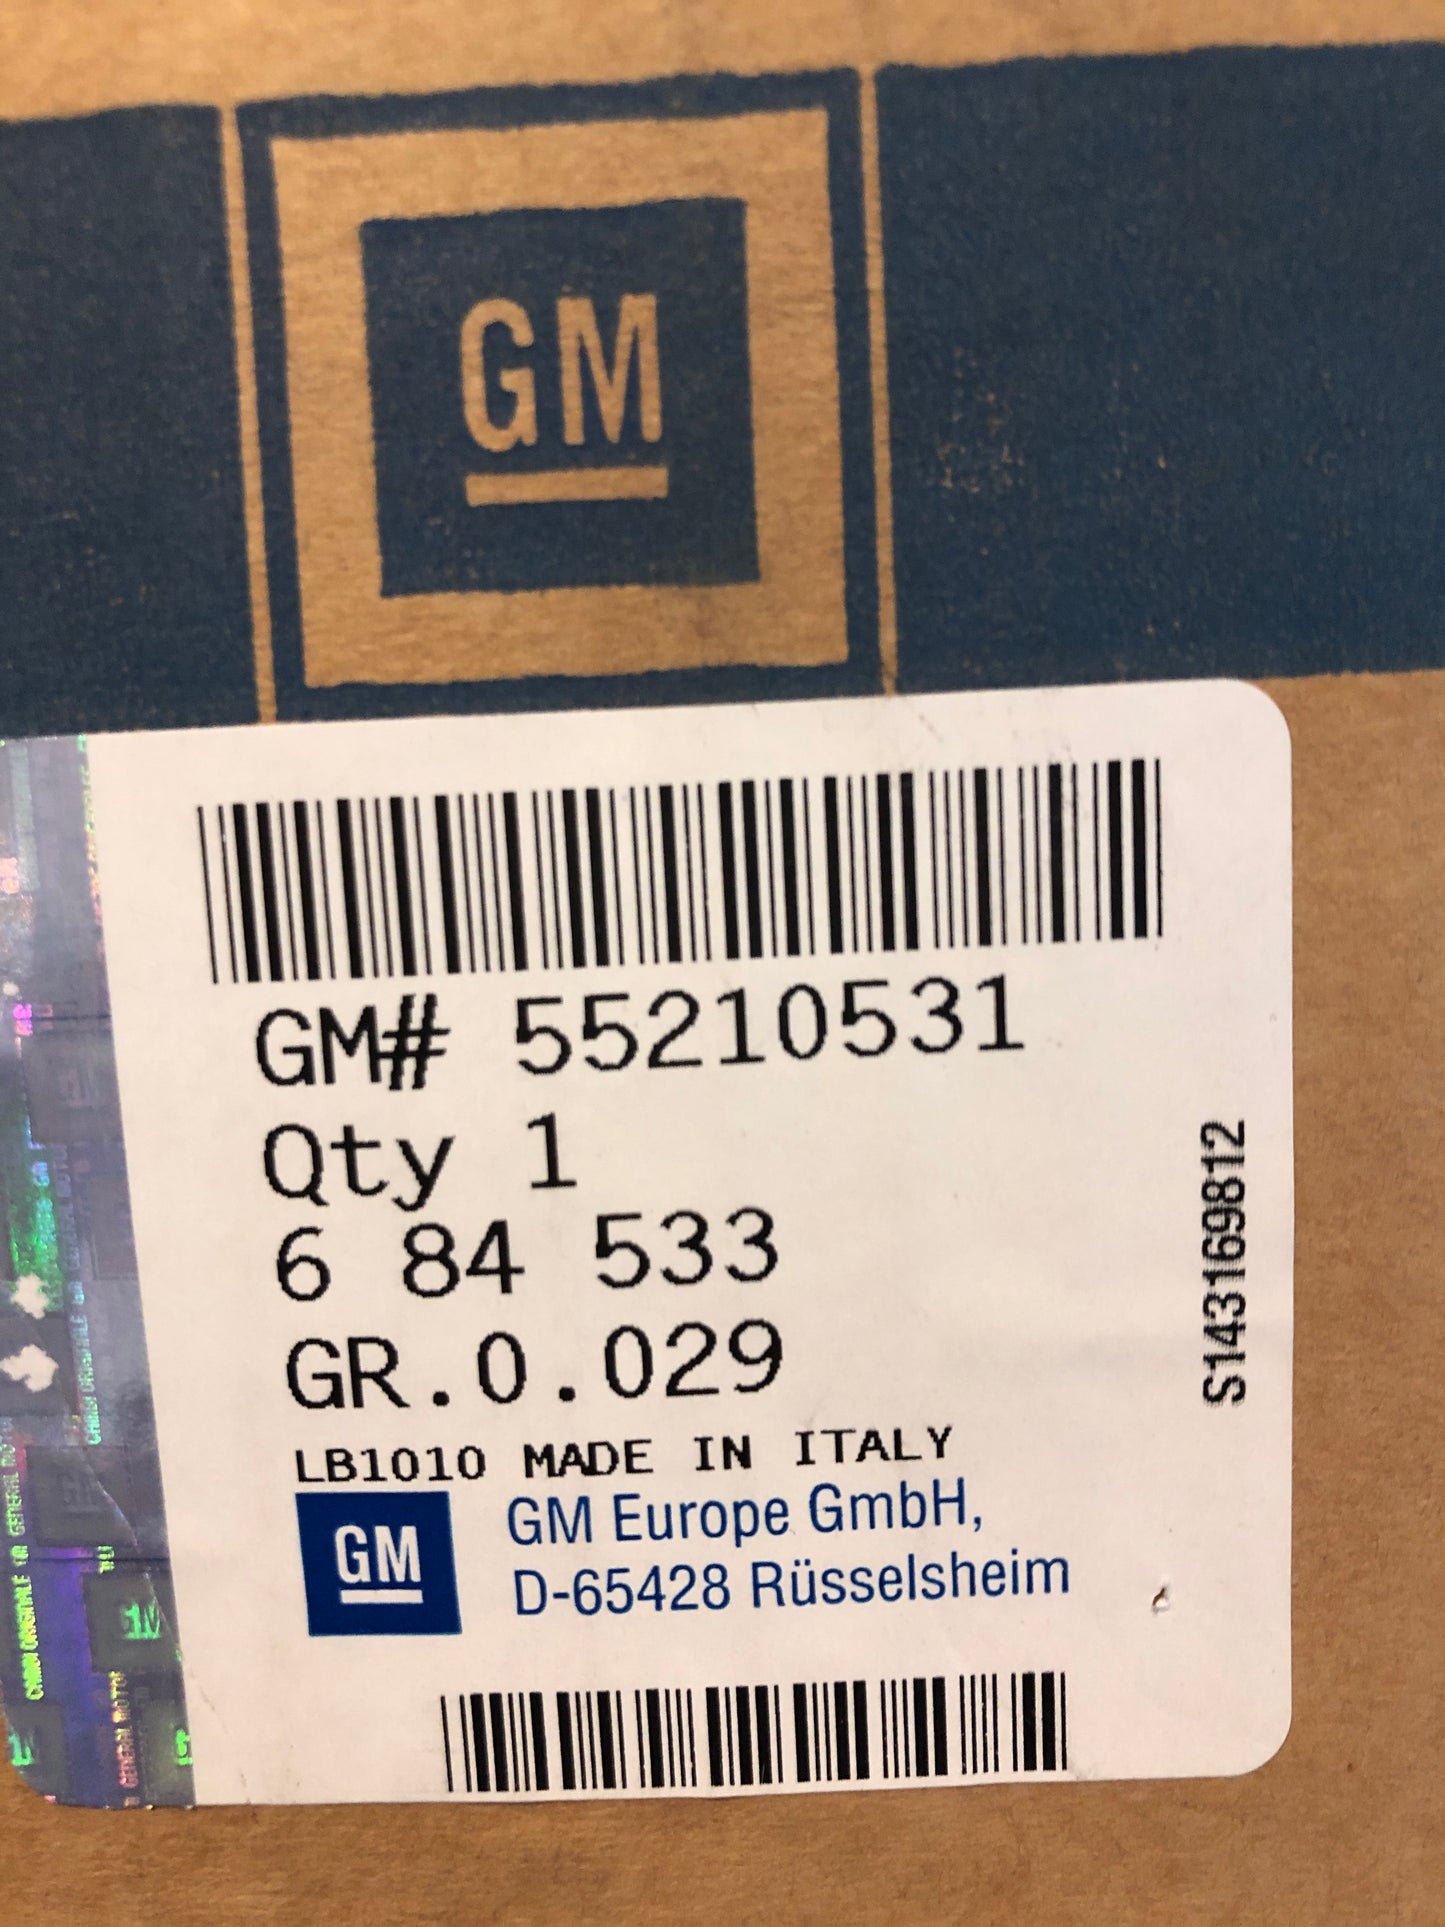 GM
GM# 55210531
Qty 1
6 84 533
GR.0.029
LB1010 MADE IN ITALY
GM
GM Europe GmbH,
D-65428 Rüsselsheim
S143169812